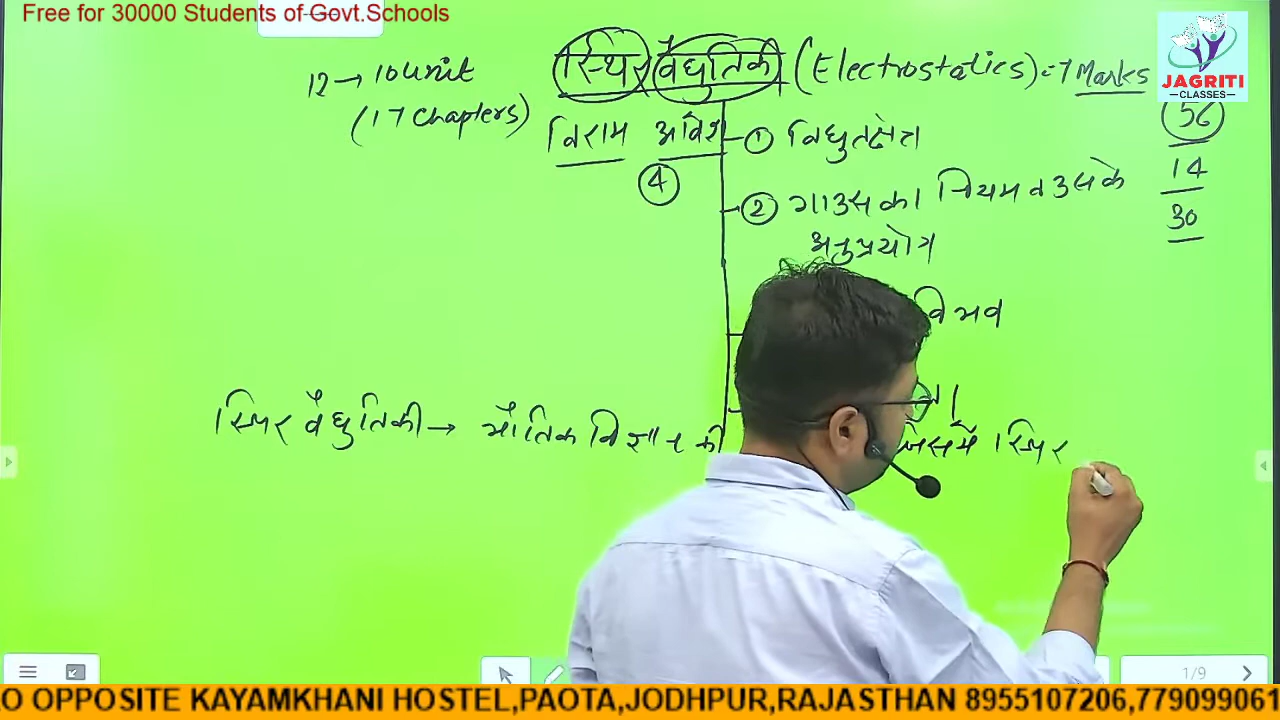 Free for 30000 Students of Govt.Schools
12 → 10 unit
(17 Chapters)
स्थिर वैद्युतिकी (Electrostatics) = 7 Marks
JAGRITI
CLASSES
56
14
30
विराम आवेश
4
1 विद्युत क्षेत्र
2 गाउस का नियम व उसके
अनुप्रयोग
विभव
स्थिर वैद्युतिकी → भौतिक विज्ञान की
जिसमें स्थिर
1/9
O OPPOSITE KAYAMKHANI HOSTEL,PAOTA,JODHPUR,RAJASTHAN 8955107206,779099061